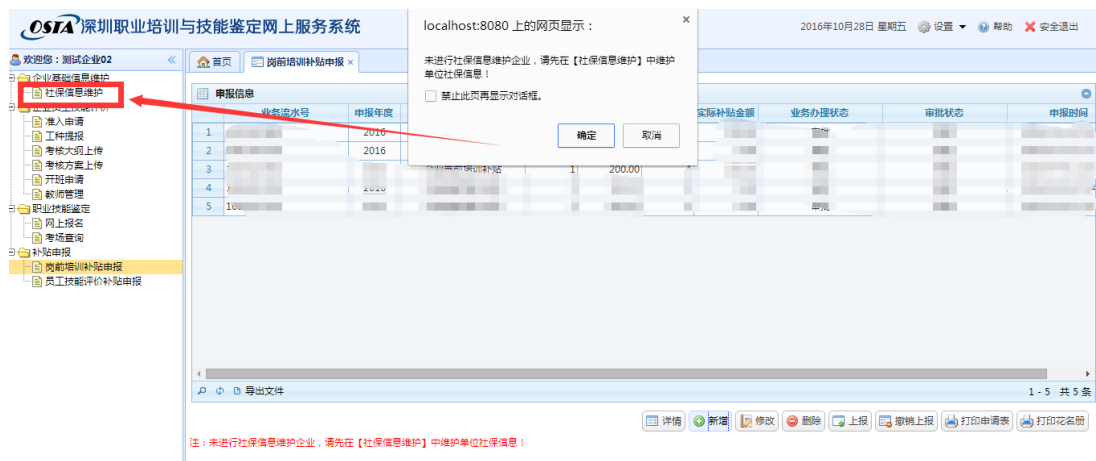 OSTA 深圳职业培训与技能鉴定网上服务系统
2016年10月28日 星期五 设置 帮助 安全退出
localhost:8080 上的网页显示：
未进行社保信息维护企业，请先在【社保信息维护】中维护
单位社保信息！
禁止此页再显示对话框。
确定 取消
欢迎您：测试企业02
企业基础信息维护
社保信息维护
企业员工技能评价
准入申请
工种提报
考核大纲上传
考核方案上传
开班申请
教师管理
职业技能鉴定
网上报名
考场查询
补贴申报
岗前培训补贴申报
员工技能评价补贴申报
首页 岗前培训补贴申报
申报信息
业务流水号 申报年度 实际补贴金额 业务办理状态 审批状态 申报时间
1 2016
2 2016
3 1 200.00
4 2016
5
导出文件
1 - 5 共 5 条
详情 新增 修改 删除 上报 撤销上报 打印申请表 打印花名册
注：未进行社保信息维护企业，请先在【社保信息维护】中维护单位社保信息！